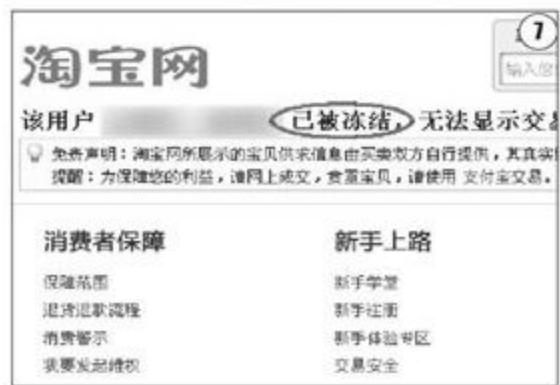 7
淘宝网
输入您
该用户 已被冻结，无法显示交易
免责声明：淘宝网所展示的宝贝供求信息由买卖双方自行提供，其真实
提醒：为保障您的利益，请网上成交，贵重宝贝，请使用 支付宝交易。
消费者保障 新手上路
保障范围 新手学堂
退货退款流程 新手注册
消费警示 新手体验专区
我要发起维权 交易安全